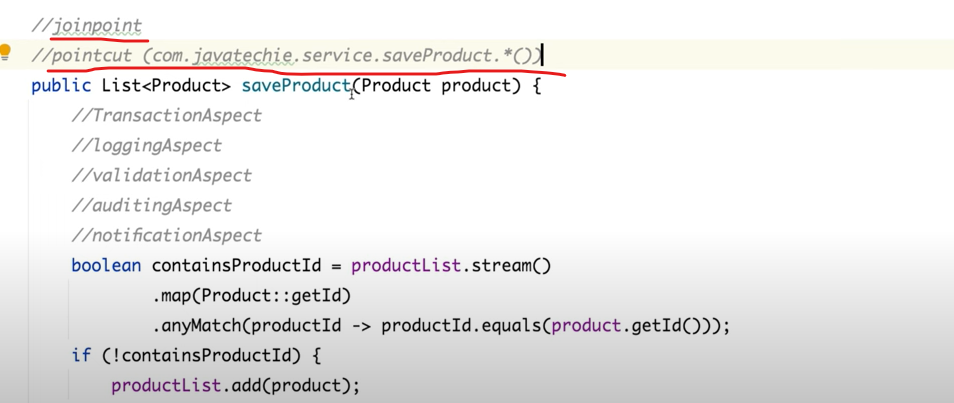 //joinpoint
//pointcut (com.javatechie.service.saveProduct.*())
public List<Product> saveProduct(Product product) {
//TransactionAspect
//loggingAspect
//validationAspect
//auditingAspect
//notificationAspect
boolean containsProductId = productList.stream()
.map(Product::getId)
.anyMatch(productId -> productId.equals(product.getId()));
if (!containsProductId) {
productList.add(product);